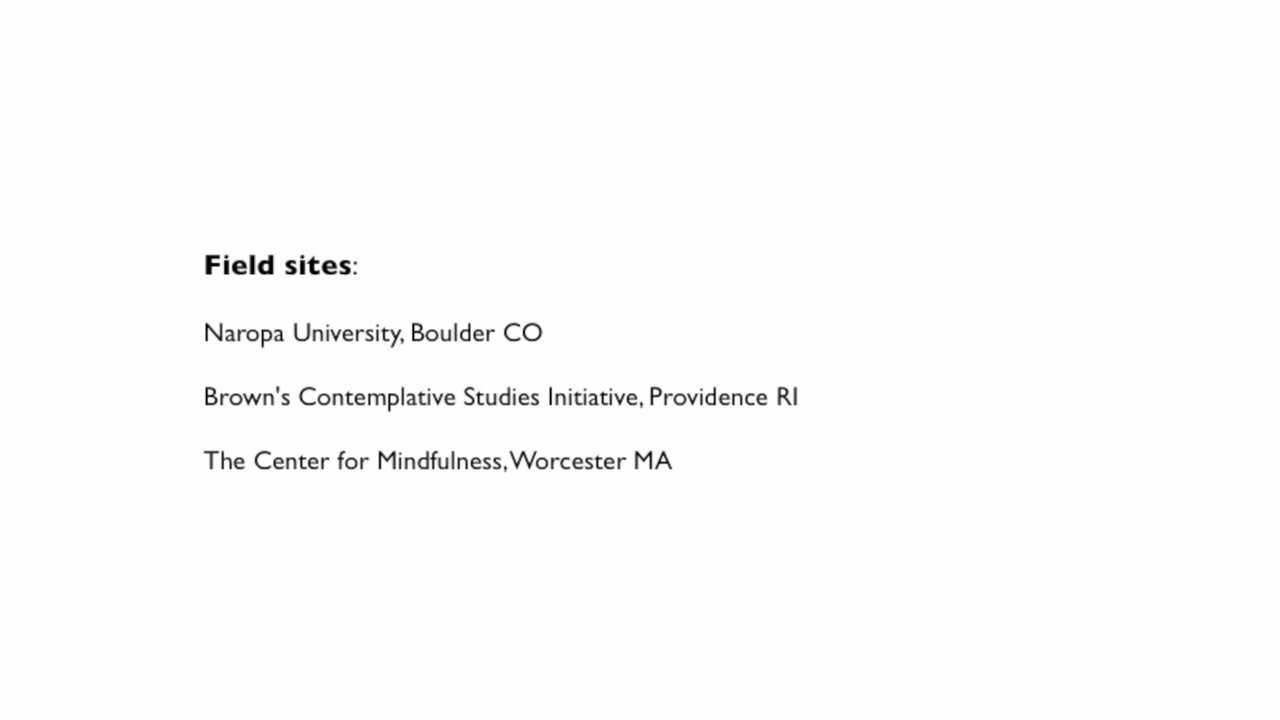 Field sites:
Naropa University, Boulder CO
Brown's Contemplative Studies Initiative, Providence RI
The Center for Mindfulness, Worcester MA